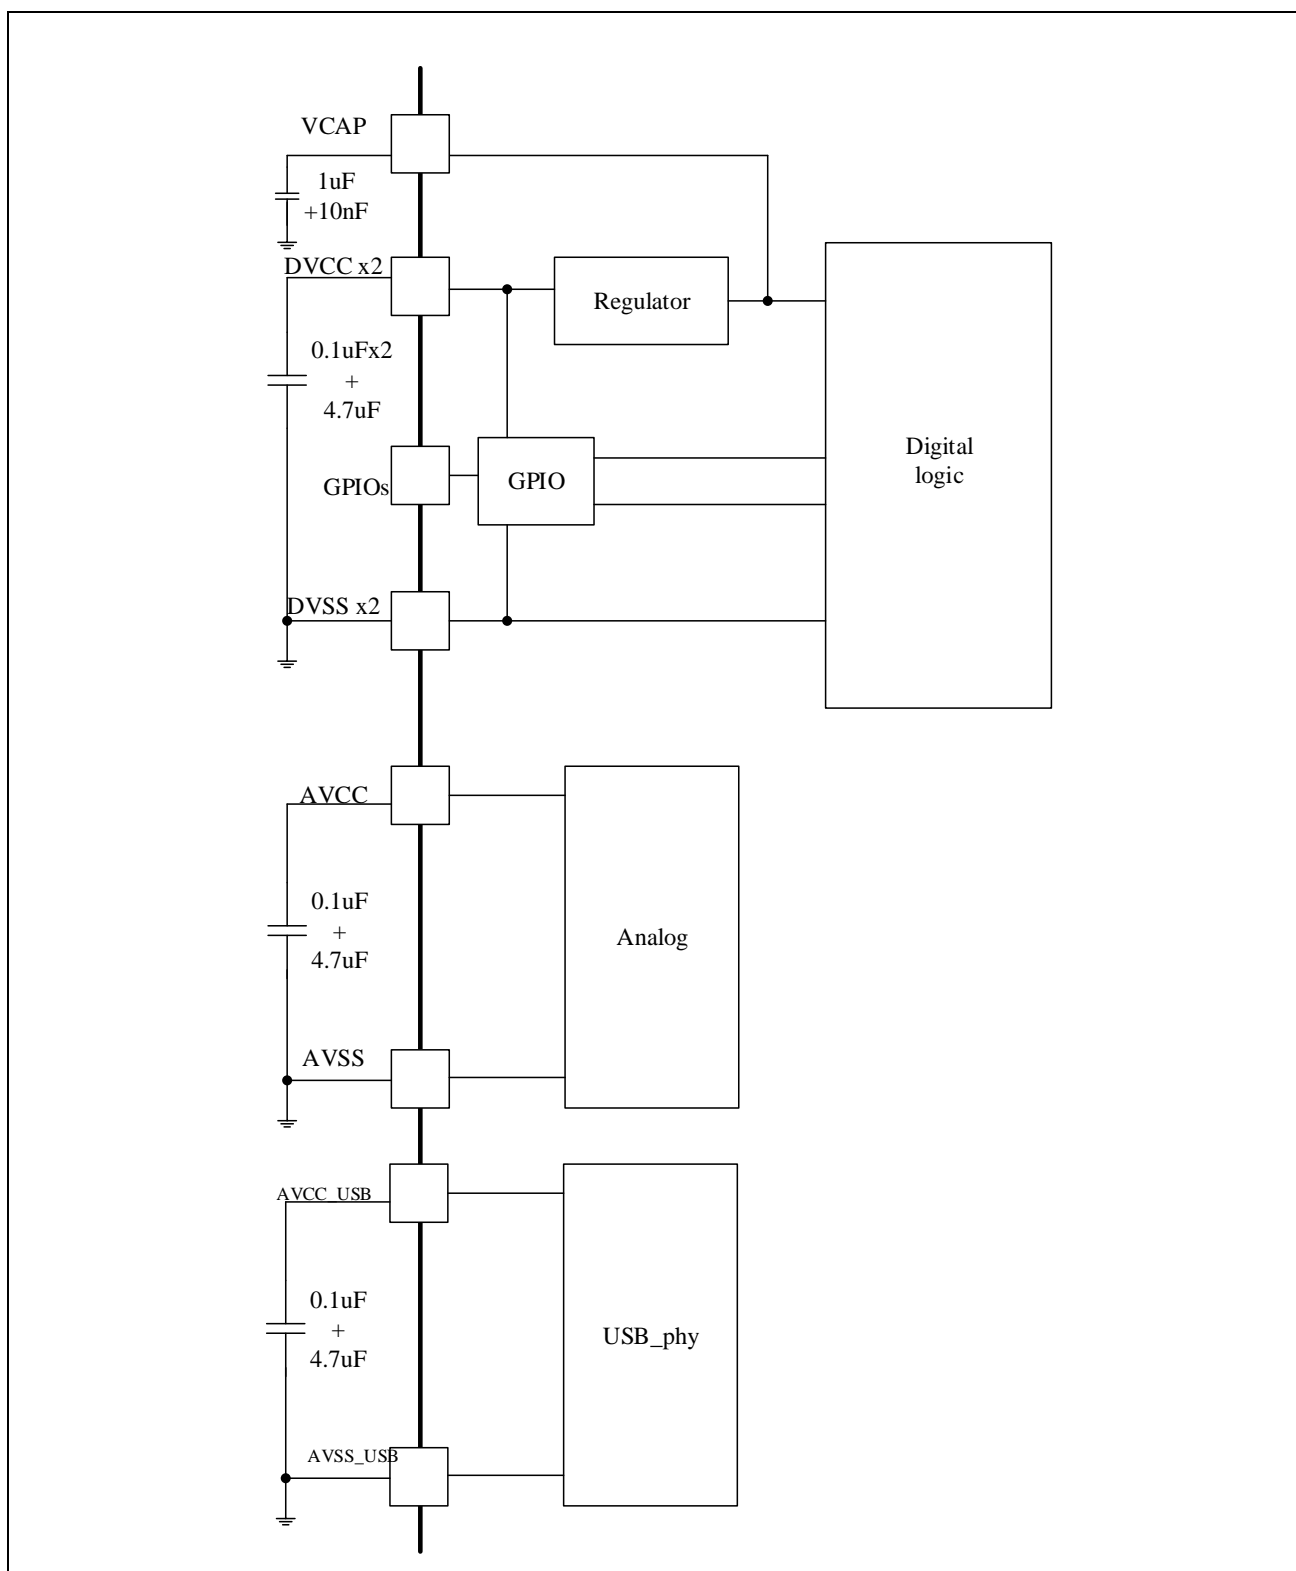 VCAP
1uF
+10nF
DVCC x2
Regulator
0.1uFx2
+
4.7uF
Digital
logic
GPIOs
GPIO
DVSS x2
AVCC
0.1uF
+
4.7uF
Analog
AVSS
AVCC_USB
0.1uF
+
4.7uF
USB_phy
AVSS_USB